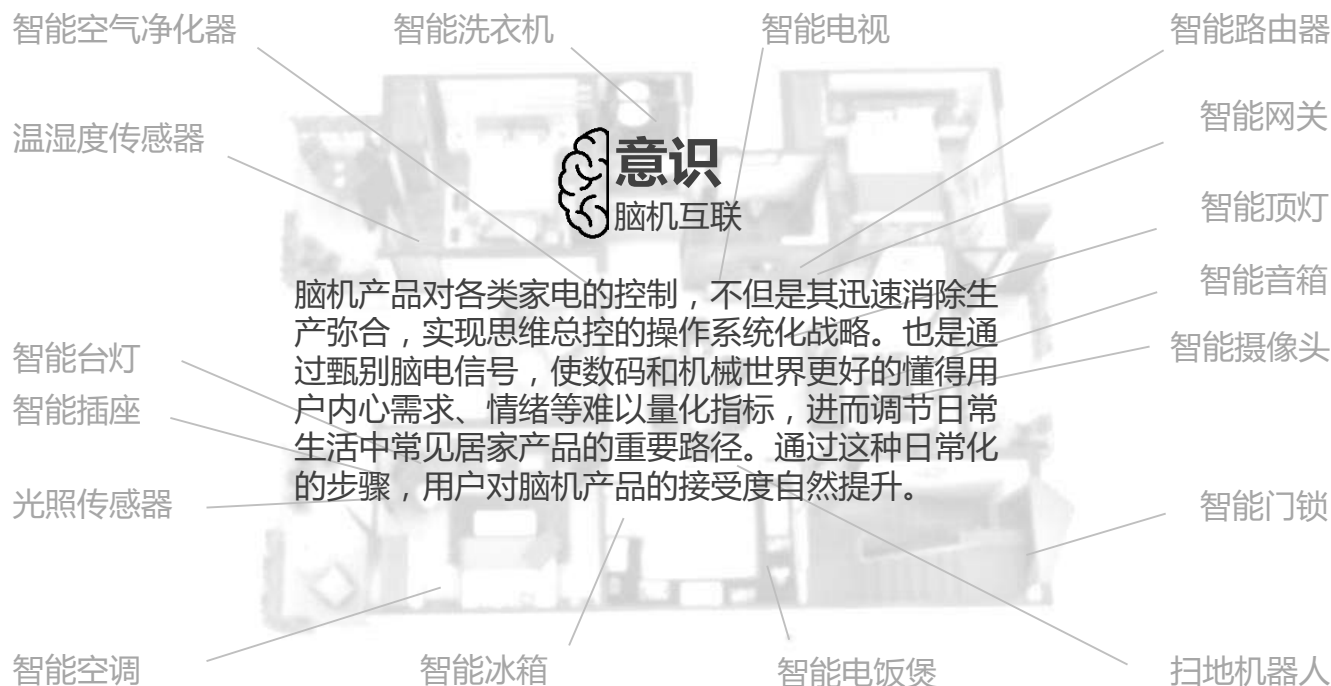 智能空气净化器
智能洗衣机
智能电视
智能路由器
智能网关
温湿度传感器
意识
脑机互联
智能顶灯
智能音箱
脑机产品对各类家电的控制，不但是其迅速消除生
产弥合，实现思维总控的操作系统化战略。也是通
过甄别脑电信号，使数码和机械世界更好的懂得用
户内心需求、情绪等难以量化指标，进而调节日常
生活中常见居家产品的重要路径。通过这种日常化
的步骤，用户对脑机产品的接受度自然提升。
智能摄像头
智能台灯
智能插座
光照传感器
智能门锁
智能空调
智能冰箱
智能电饭煲
扫地机器人